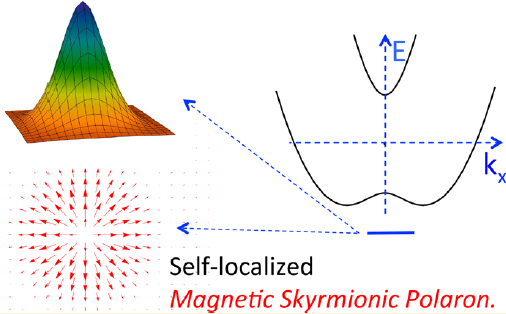 E
kx
Self-localized
Magnetic Skyrmionic Polaron.